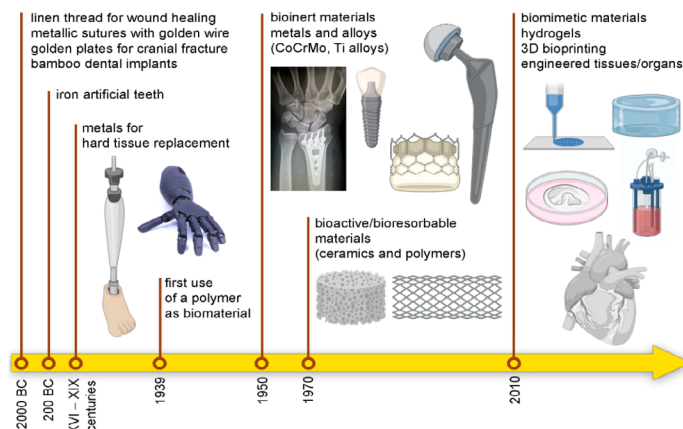 linen thread for wound healing
metallic sutures with golden wire
golden plates for cranial fracture
bamboo dental implants
iron artificial teeth
metals for
hard tissue replacement
first use
of a polymer
as biomaterial
bioinert materials
metals and alloys
(CoCrMo, Ti alloys)
bioactive/bioresorbable
materials
(ceramics and polymers)
biomimetic materials
hydrogels
3D bioprinting
engineered tissues/organs
2000 BC
200 BC
XVI – XIX
centuries
1939
1950
1970
2010